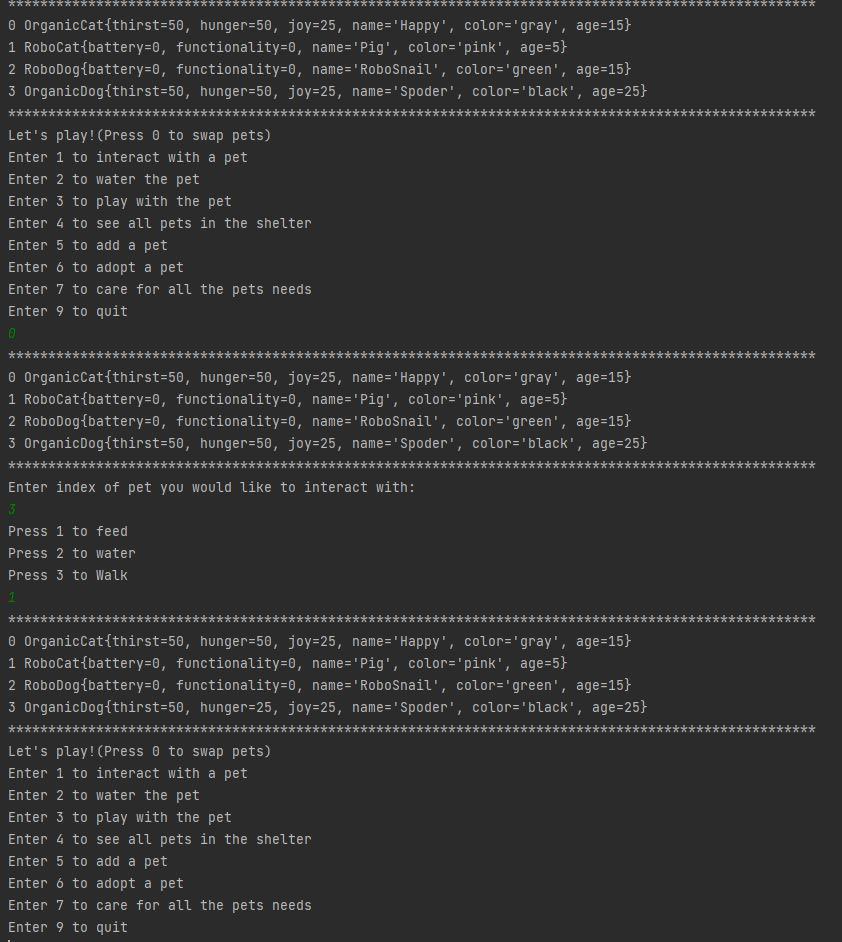 *****************************************************************************************************
0 OrganicCat{thirst=50, hunger=50, joy=25, name='Happy', color='gray', age=15}
1 RoboCat{battery=0, functionality=0, name='Pig', color='pink', age=5}
2 RoboDog{battery=0, functionality=0, name='RoboSnail', color='green', age=15}
3 OrganicDog{thirst=50, hunger=50, joy=25, name='Spoder', color='black', age=25}
*****************************************************************************************************
Let's play!(Press 0 to swap pets)
Enter 1 to interact with a pet
Enter 2 to water the pet
Enter 3 to play with the pet
Enter 4 to see all pets in the shelter
Enter 5 to add a pet
Enter 6 to adopt a pet
Enter 7 to care for all the pets needs
Enter 9 to quit
0
*****************************************************************************************************
0 OrganicCat{thirst=50, hunger=50, joy=25, name='Happy', color='gray', age=15}
1 RoboCat{battery=0, functionality=0, name='Pig', color='pink', age=5}
2 RoboDog{battery=0, functionality=0, name='RoboSnail', color='green', age=15}
3 OrganicDog{thirst=50, hunger=50, joy=25, name='Spoder', color='black', age=25}
*****************************************************************************************************
Enter index of pet you would like to interact with:
3
Press 1 to feed
Press 2 to water
Press 3 to Walk
1
*****************************************************************************************************
0 OrganicCat{thirst=50, hunger=50, joy=25, name='Happy', color='gray', age=15}
1 RoboCat{battery=0, functionality=0, name='Pig', color='pink', age=5}
2 RoboDog{battery=0, functionality=0, name='RoboSnail', color='green', age=15}
3 OrganicDog{thirst=50, hunger=25, joy=25, name='Spoder', color='black', age=25}
*****************************************************************************************************
Let's play!(Press 0 to swap pets)
Enter 1 to interact with a pet
Enter 2 to water the pet
Enter 3 to play with the pet
Enter 4 to see all pets in the shelter
Enter 5 to add a pet
Enter 6 to adopt a pet
Enter 7 to care for all the pets needs
Enter 9 to quit